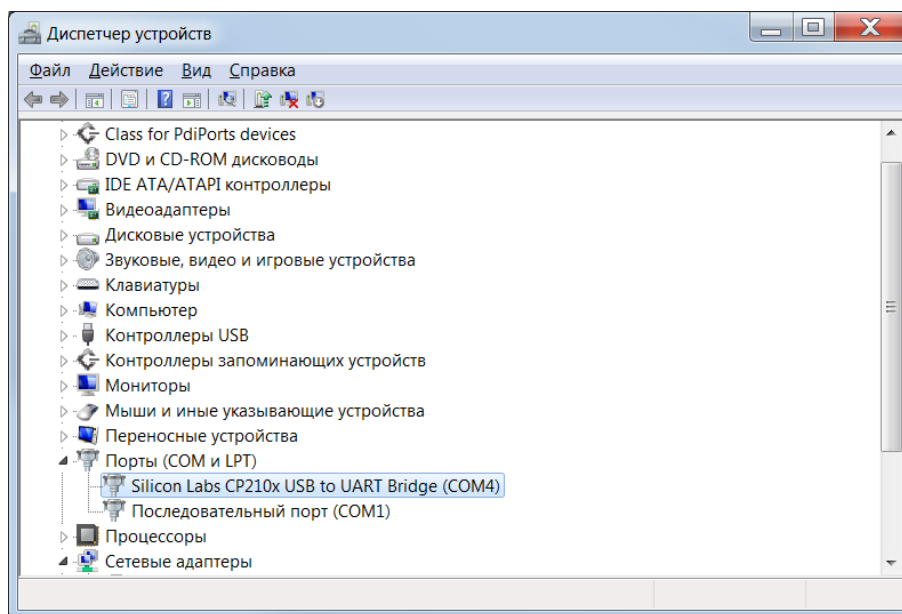 Диспетчер устройств
Файл Действие Вид Справка
Class for PdiPorts devices
DVD и CD-ROM дисководы
IDE ATA/ATAPI контроллеры
Видеоадаптеры
Дисковые устройства
Звуковые, видео и игровые устройства
Клавиатуры
Компьютер
Контроллеры USB
Контроллеры запоминающих устройств
Мониторы
Мыши и иные указывающие устройства
Переносные устройства
Порты (COM и LPT)
Silicon Labs CP210x USB to UART Bridge (COM4)
Последовательный порт (COM1)
Процессоры
Сетевые адаптеры